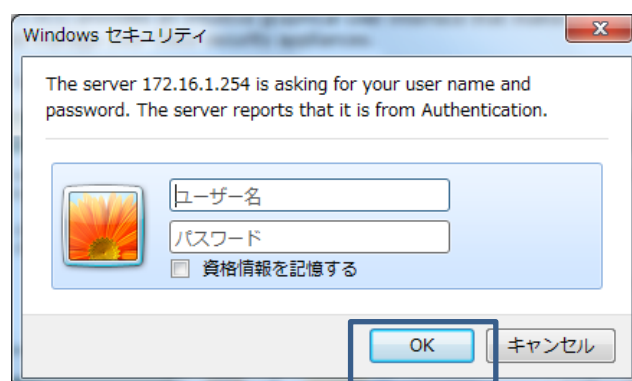 Windows セキュリティ
The server 172.16.1.254 is asking for your user name and
password. The server reports that it is from Authentication.
ユーザー名
パスワード
資格情報を記憶する
OK
キャンセル